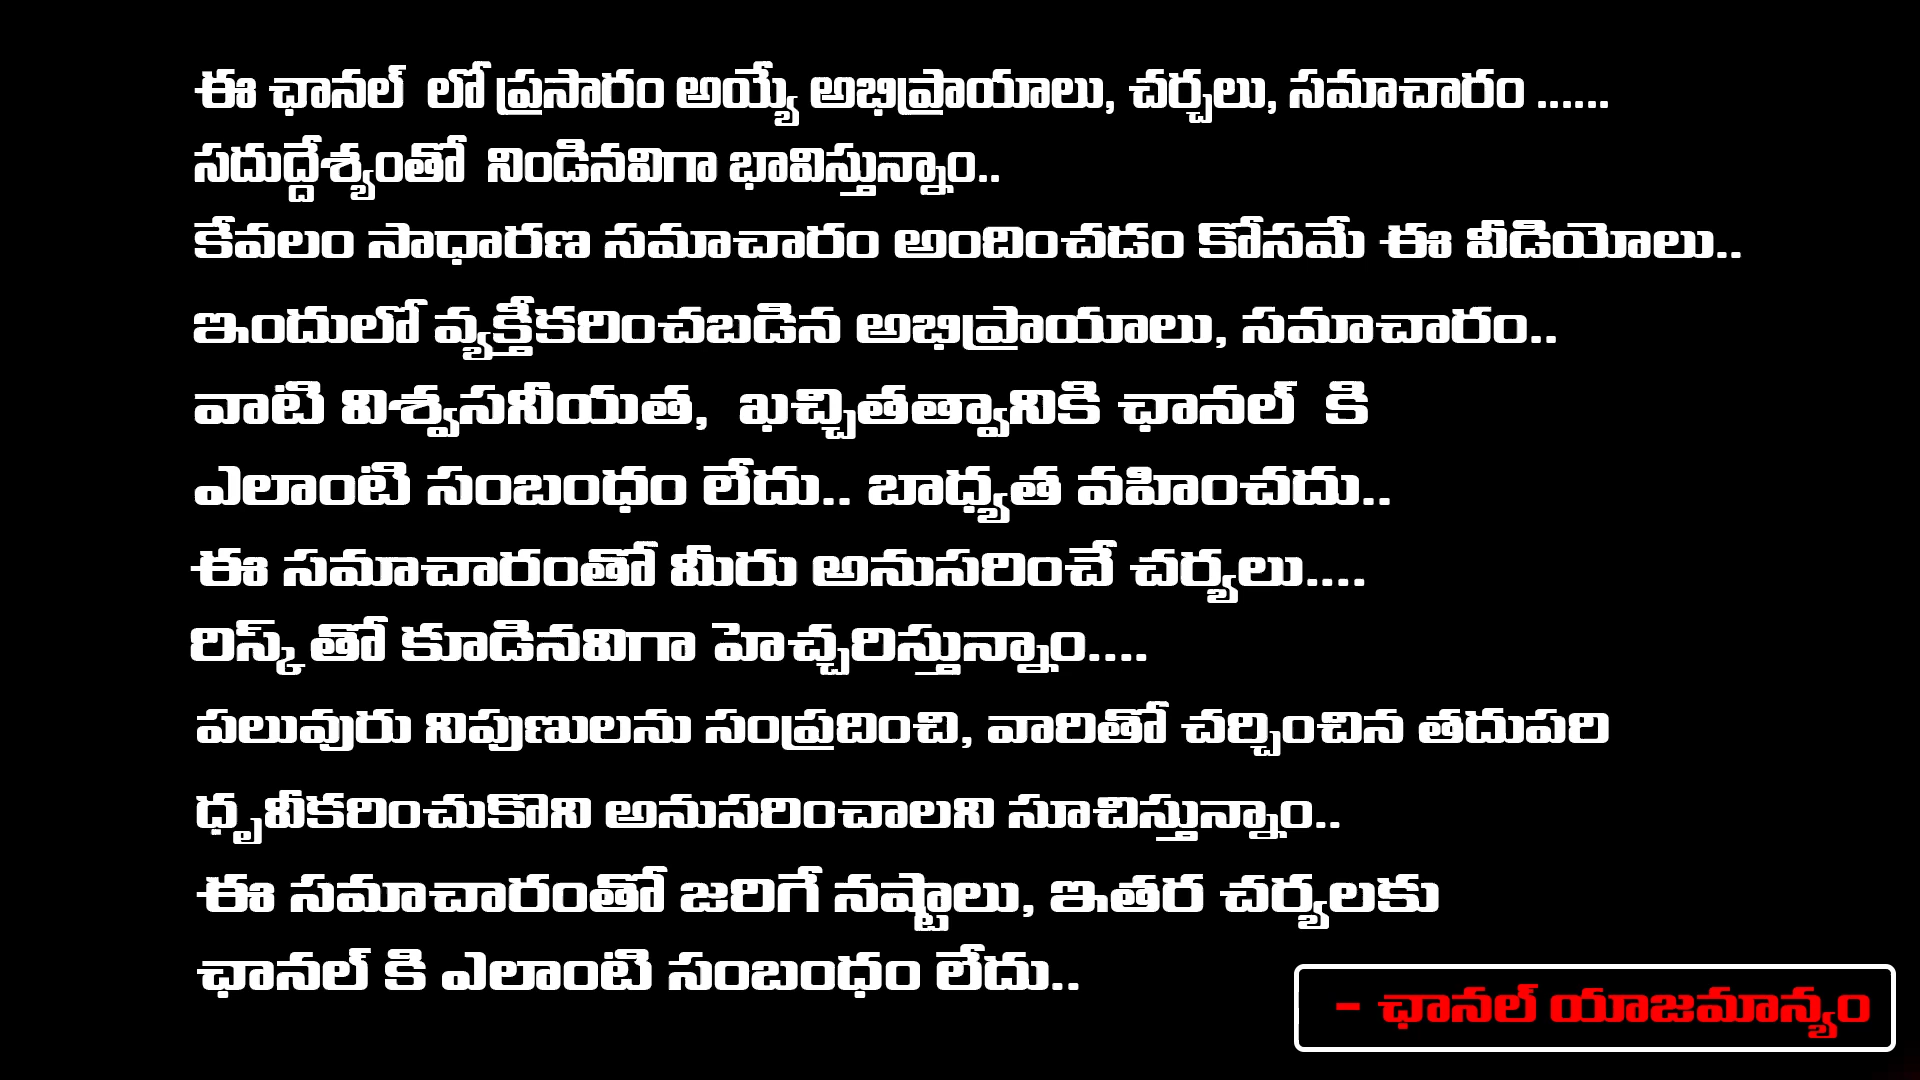 ఈ ఛానల్ లో ప్రసారం అయ్యే అభిప్రాయాలు, చర్చలు, సమాచారం ......
సదుద్దేశ్యంతో నిండినవిగా భావిస్తున్నాం..
కేవలం సాధారణ సమాచారం అందించడం కోసమే ఈ వీడియోలు..
ఇందులో వ్యక్తీకరించబడిన అభిప్రాయాలు, సమాచారం..
వాటి విశ్వసనీయత, ఖచ్చితత్వానికి ఛానల్ కి
ఎలాంటి సంబంధం లేదు.. బాధ్యత వహించదు..
ఈ సమాచారంతో మీరు అనుసరించే చర్యలు....
రిస్క్ తో కూడినవిగా హెచ్చరిస్తున్నాం....
పలువురు నిపుణులను సంప్రదించి, వారితో చర్చించిన తదుపరి
ధృవీకరించుకొని అనుసరించాలని సూచిస్తున్నాం..
ఈ సమాచారంతో జరిగే నష్టాలు, ఇతర చర్యలకు
ఛానల్ కి ఎలాంటి సంబంధం లేదు..
- ఛానల్ యాజమాన్యం